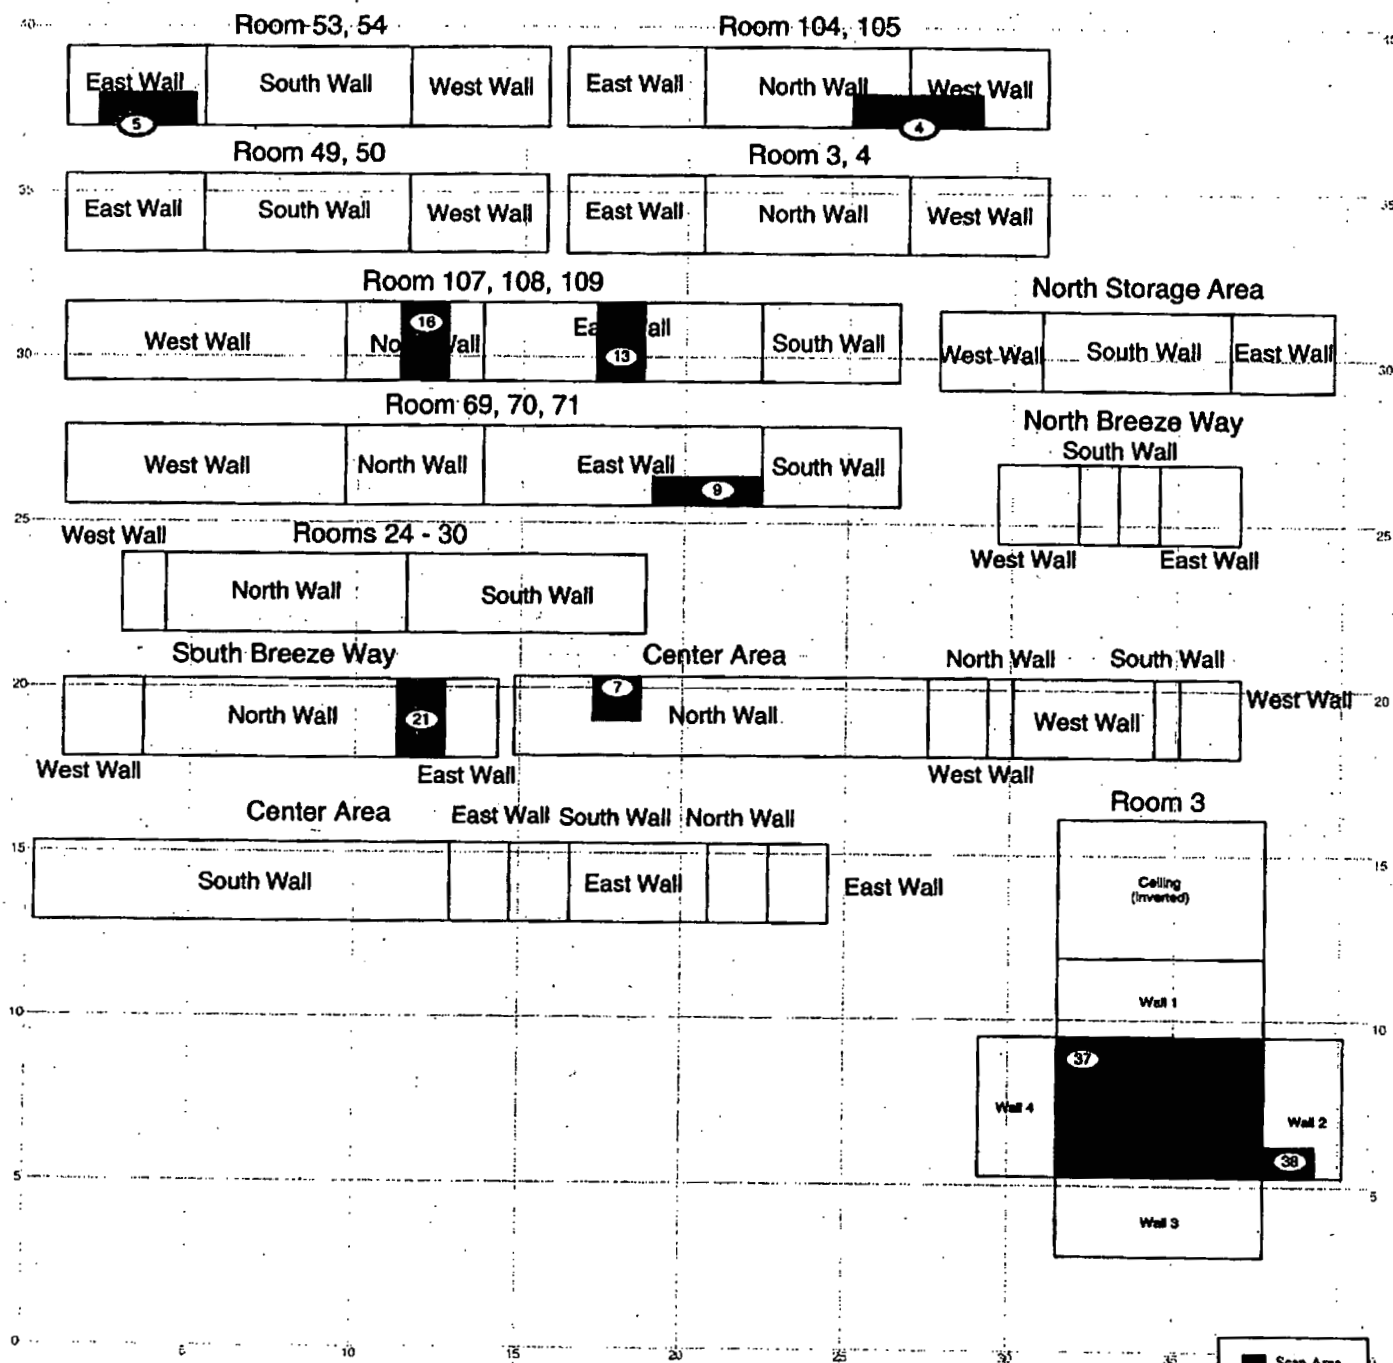 40
Room 53, 54
Room 104, 105
East Wall
South Wall
West Wall
East Wall
North Wall
West Wall
5
4
Room 49, 50
Room 3, 4
35
35
East Wall
South Wall
West Wall
East Wall
North Wall
West Wall
Room 107, 108, 109
North Storage Area
16
13
West Wall
South Wall
West Wall
South Wall
East Wall
30
30
Room 69, 70, 71
North Breeze Way
South Wall
West Wall
North Wall
East Wall
South Wall
9
25
25
West Wall
Rooms 24 - 30
West Wall
East Wall
North Wall
South Wall
South Breeze Way
Center Area
North Wall
South Wall
20
7
20
West Wall
North Wall
21
North Wall
West Wall
West Wall
East Wall
West Wall
Center Area
East Wall
South Wall
North Wall
Room 3
15
15
South Wall
East Wall
East Wall
Ceiling
(Inverted)
10
Wall 1
10
37
Wall 4
Wall 2
38
5
5
Wall 3
0
10
15
20
Scan Area